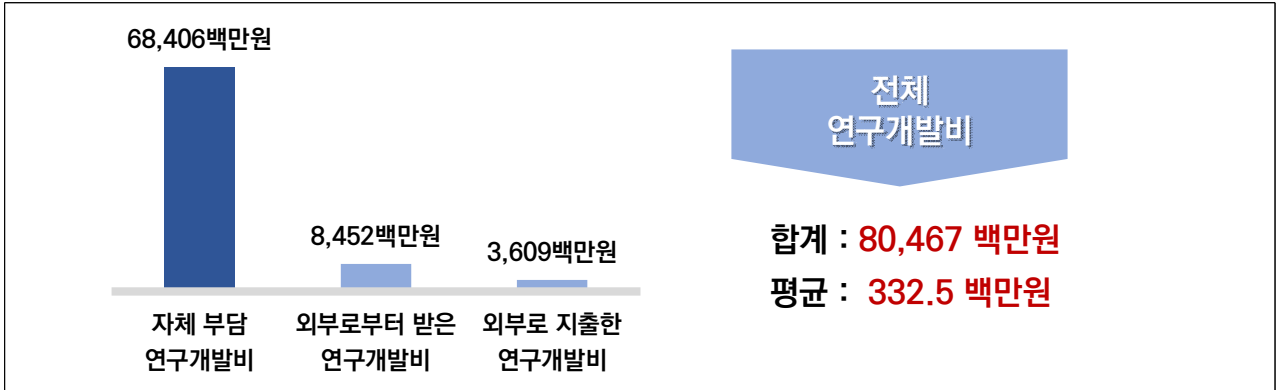 68,406백만원
8,452백만원
3,609백만원
자체 부담
연구개발비
외부로부터 받은
연구개발비
외부로 지출한
연구개발비
전체
연구개발비
합계 : 80,467 백만원
평균 : 332.5 백만원